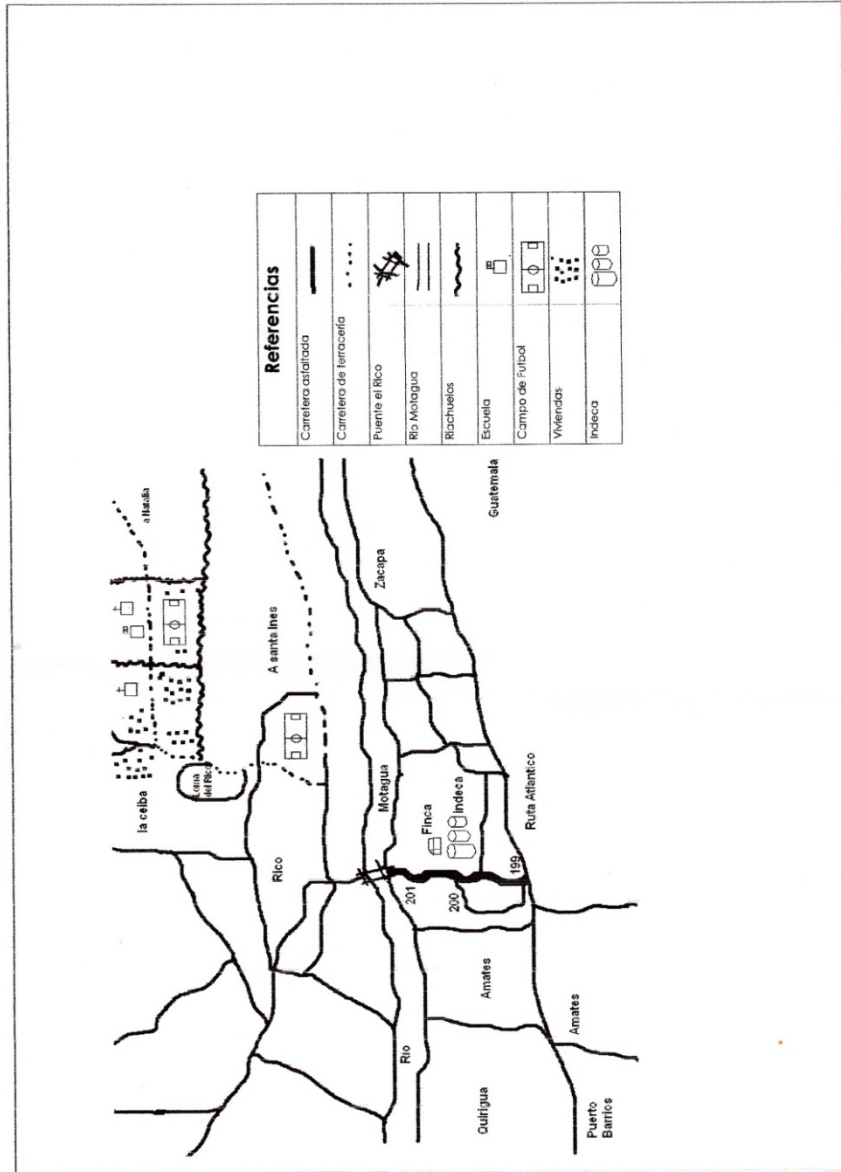 Referencias
Carretera asfaltada
Carretera de terracería
Puente el Rico
Rio Motagua
Riachuelos
Escuela
Campo de Futbol
Viviendas
Indeca
la ceiba
a Natalia
Loma
del Rico
A santa Ines
Rico
Motagua
Zacapa
Finca
Indeca
201
200
199
Rio
Amates
Ruta Atlantico
Guatemala
Quirigua
Amates
Puerto
Barrios